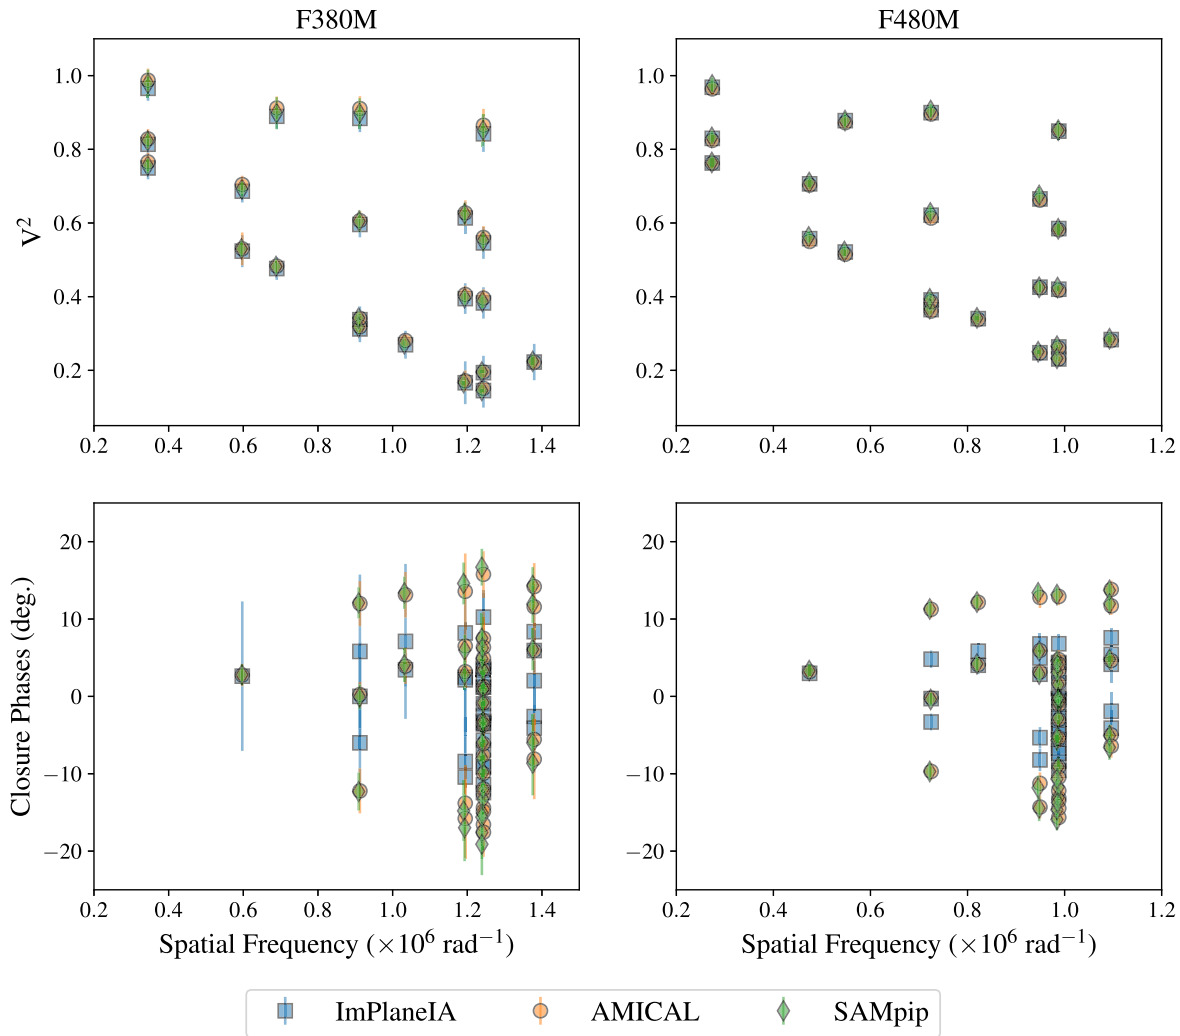 F380M
F480M
V²
1.0
0.8
0.6
0.4
0.2
0.2 0.4 0.6 0.8 1.0 1.2 1.4
1.0
0.8
0.6
0.4
0.2
0.2 0.4 0.6 0.8 1.0 1.2
Closure Phases (deg.)
20
10
0
−10
−20
0.2 0.4 0.6 0.8 1.0 1.2 1.4
Spatial Frequency (×10⁶ rad⁻¹)
20
10
0
−10
−20
0.2 0.4 0.6 0.8 1.0 1.2
Spatial Frequency (×10⁶ rad⁻¹)
ImPlaneIA AMICAL SAMpip